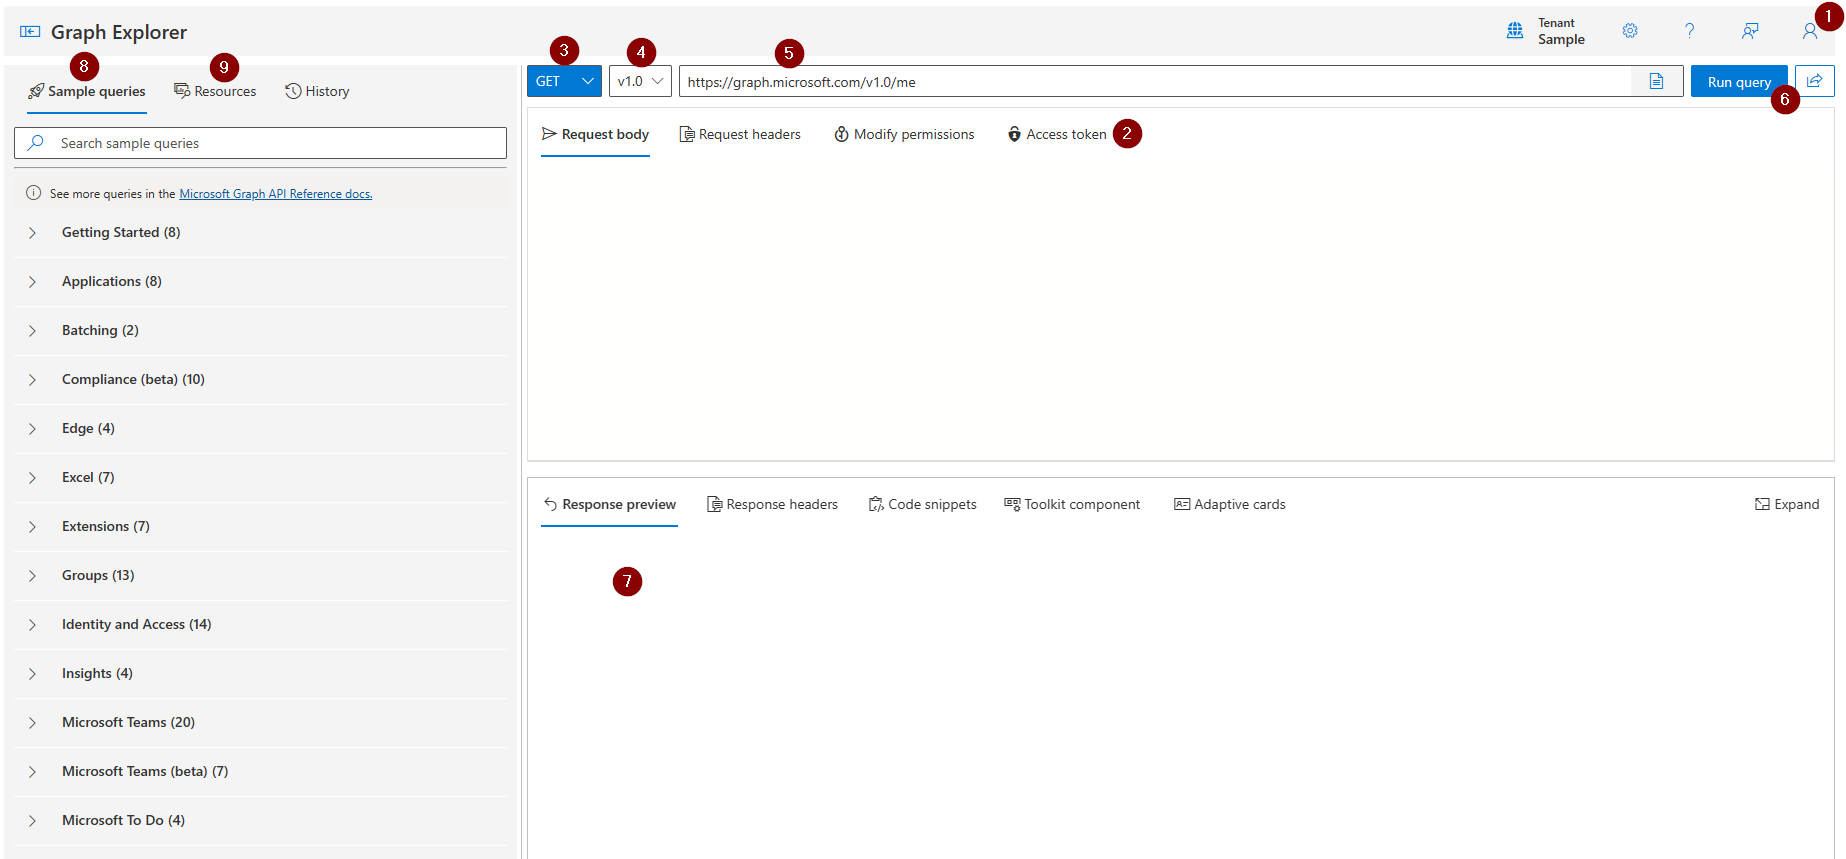 Graph Explorer
Tenant
Sample
1
8
9
3
4
5
Sample queries
Resources
History
GET
v1.0
https://graph.microsoft.com/v1.0/me
Run query
6
Search sample queries
See more queries in the Microsoft Graph API Reference docs.
Getting Started (8)
Applications (8)
Batching (2)
Compliance (beta) (10)
Edge (4)
Excel (7)
Extensions (7)
Groups (13)
Identity and Access (14)
Insights (4)
Microsoft Teams (20)
Microsoft Teams (beta) (7)
Microsoft To Do (4)
Request body
Request headers
Modify permissions
Access token
2
Response preview
Response headers
Code snippets
Toolkit component
Adaptive cards
Expand
7